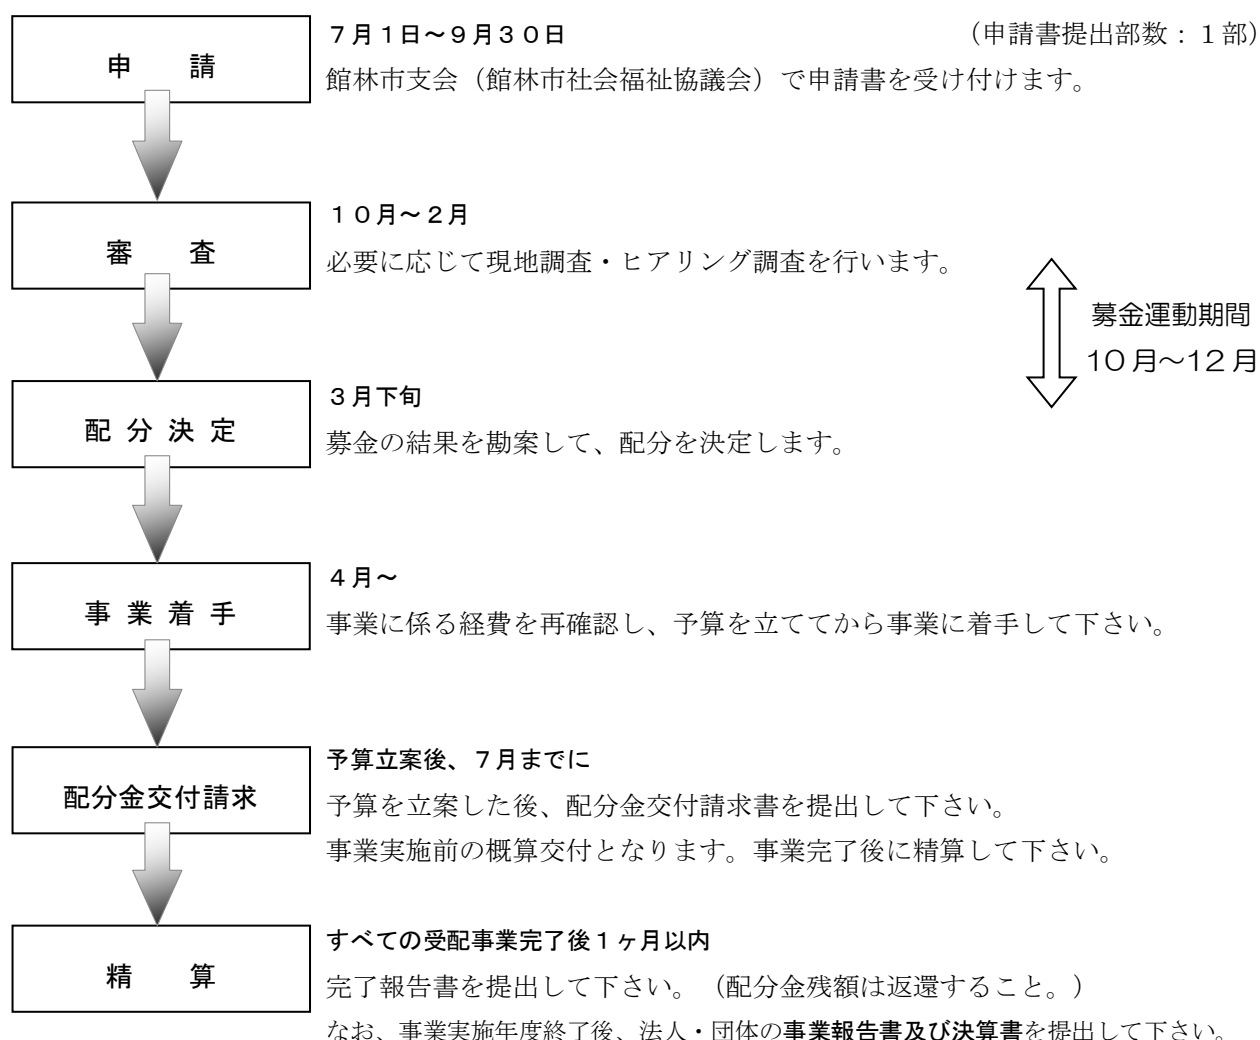 申　請
７月１日～９月３０日
（申請書提出部数：１部）
館林市支会（館林市社会福祉協議会）で申請書を受け付けます。
審　査
１０月～２月
必要に応じて現地調査・ヒアリング調査を行います。
募金運動期間
10月～12月
配 分 決 定
３月下旬
募金の結果を勘案して、配分を決定します。
事 業 着 手
４月～
事業に係る経費を再確認し、予算を立ててから事業に着手して下さい。
配分金交付請求
予算立案後、７月までに
予算を立案した後、配分金交付請求書を提出して下さい。
事業実施前の概算交付となります。事業完了後に精算して下さい。
精　算
すべての受配事業完了後１ヶ月以内
完了報告書を提出して下さい。（配分金残額は返還すること。）
なお、事業実施年度終了後、法人・団体の事業報告書及び決算書を提出して下さい。